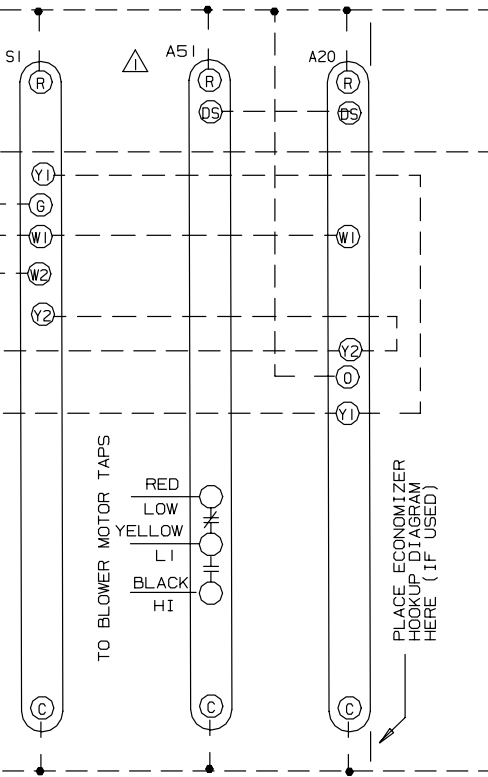 S1
1
A51
A20
R
R
R
DS
DS
Y1
G
W1
W1
W2
Y2
Y2
O
Y1
TO BLOWER MOTOR TAPS
RED
LOW
YELLOW
L1
BLACK
HI
PLACE ECONOMIZER
HOOKUP DIAGRAM
HERE (IF USED)
C
C
C